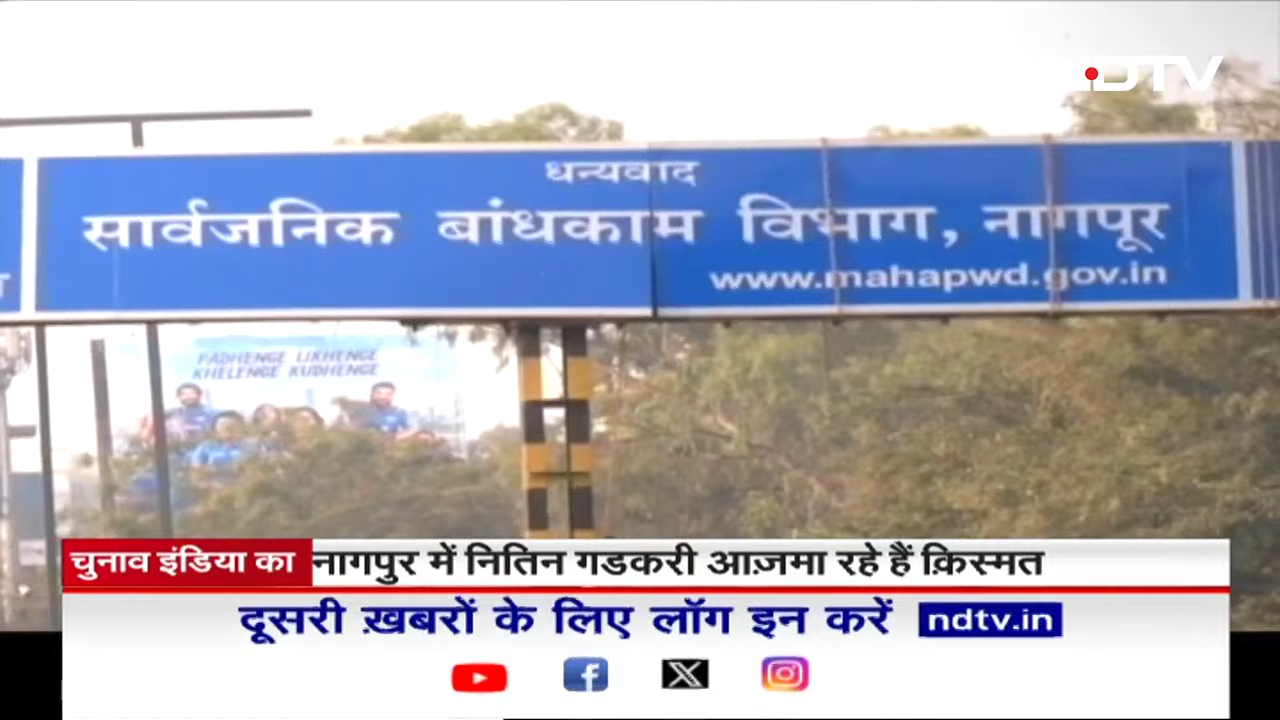 NDTV
धन्यवाद
सार्वजनिक बांधकाम विभाग, नागपूर
www.mahapwd.gov.in
PADHENGE LIKHENGE
KHELENGE KUDHENGE
चुनाव इंडिया का
नागपुर में नितिन गडकरी आज़मा रहे हैं क़िस्मत
दूसरी ख़बरों के लिए लॉग इन करें ndtv.in